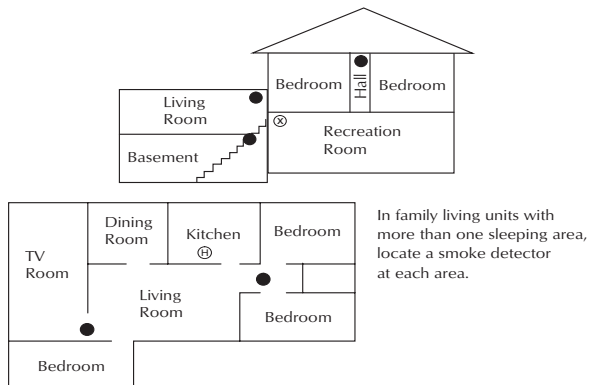 Bedroom
Hall
Bedroom
Living
Room
X
Recreation
Room
Basement
Dining
Room
Kitchen
H
Bedroom
TV
Room
Living
Room
Bedroom
Bedroom
In family living units with
more than one sleeping area,
locate a smoke detector
at each area.